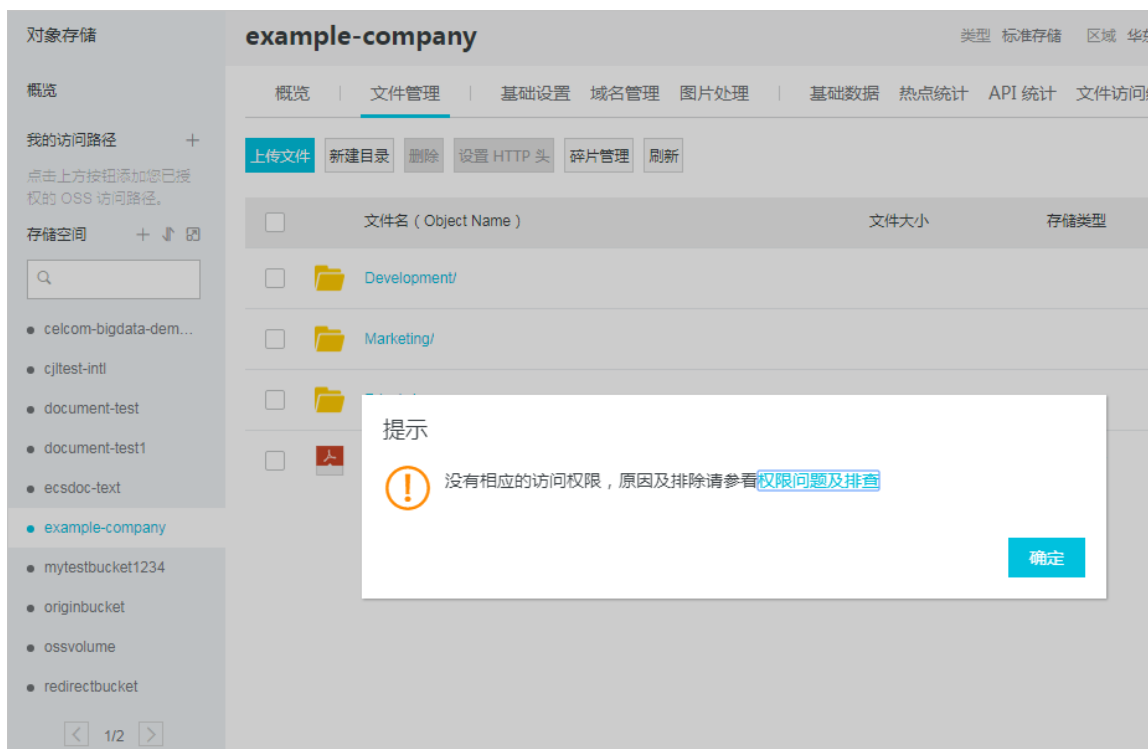 对象存储
概览
我的访问路径
点击上方按钮添加您已授
权的 OSS 访问路径。
存储空间
celcom-bigdata-dem...
cjltest-intl
document-test
document-test1
ecsdoc-text
example-company
mytestbucket1234
originbucket
ossvolume
redirectbucket
1/2
example-company
类型 标准存储 区域
概览 文件管理 基础设置 域名管理 图片处理 基础数据 热点统计 API 统计 文件访问
上传文件 新建目录 删除 设置 HTTP 头 碎片管理 刷新
文件名 ( Object Name ) 文件大小 存储类型
Development/
Marketing/
提示
没有相应的访问权限，原因及排除请参看权限问题及排查
确定